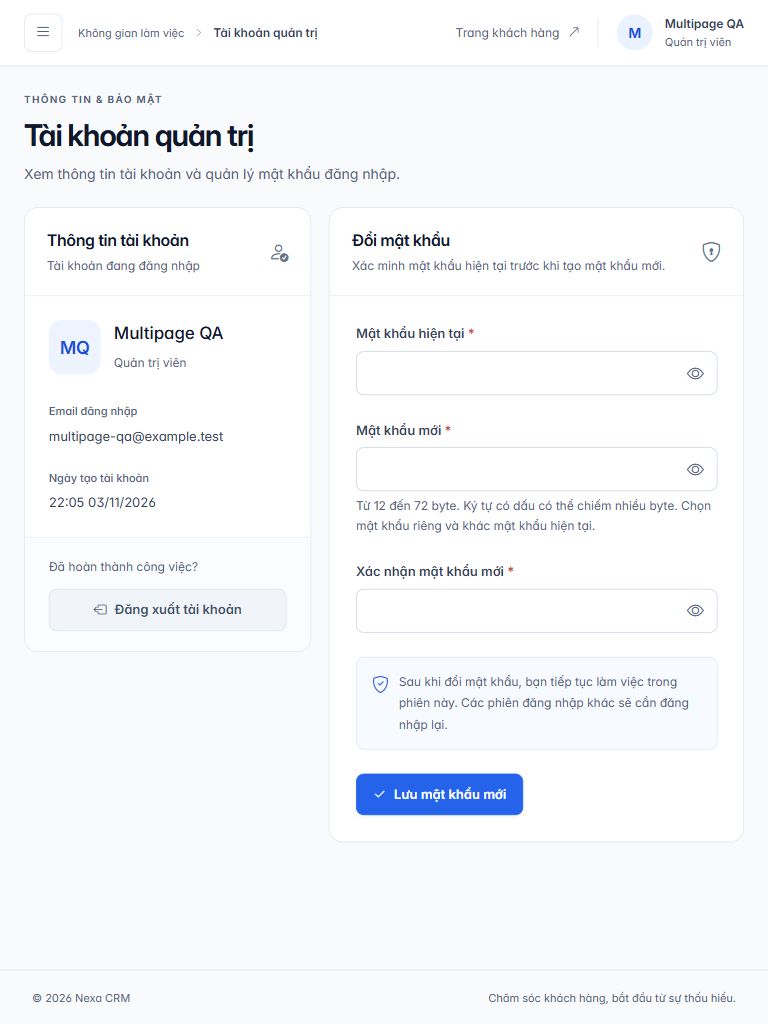 Không gian làm việc
Tài khoản quản trị
Trang khách hàng
M
Multipage QA
Quản trị viên
THÔNG TIN & BẢO MẬT
Tài khoản quản trị
Xem thông tin tài khoản và quản lý mật khẩu đăng nhập.
Thông tin tài khoản
Tài khoản đang đăng nhập
MQ
Multipage QA
Quản trị viên
Email đăng nhập
multipage-qa@example.test
Ngày tạo tài khoản
22:05 03/11/2026
Đã hoàn thành công việc?
Đăng xuất tài khoản
Đổi mật khẩu
Xác minh mật khẩu hiện tại trước khi tạo mật khẩu mới.
Mật khẩu hiện tại *
Mật khẩu mới *
Từ 12 đến 72 byte. Ký tự có dấu có thể chiếm nhiều byte. Chọn
mật khẩu riêng và khác mật khẩu hiện tại.
Xác nhận mật khẩu mới *
Sau khi đổi mật khẩu, bạn tiếp tục làm việc trong
phiên này. Các phiên đăng nhập khác sẽ cần đăng
nhập lại.
Lưu mật khẩu mới
© 2026 Nexa CRM
Chăm sóc khách hàng, bắt đầu từ sự thấu hiểu.